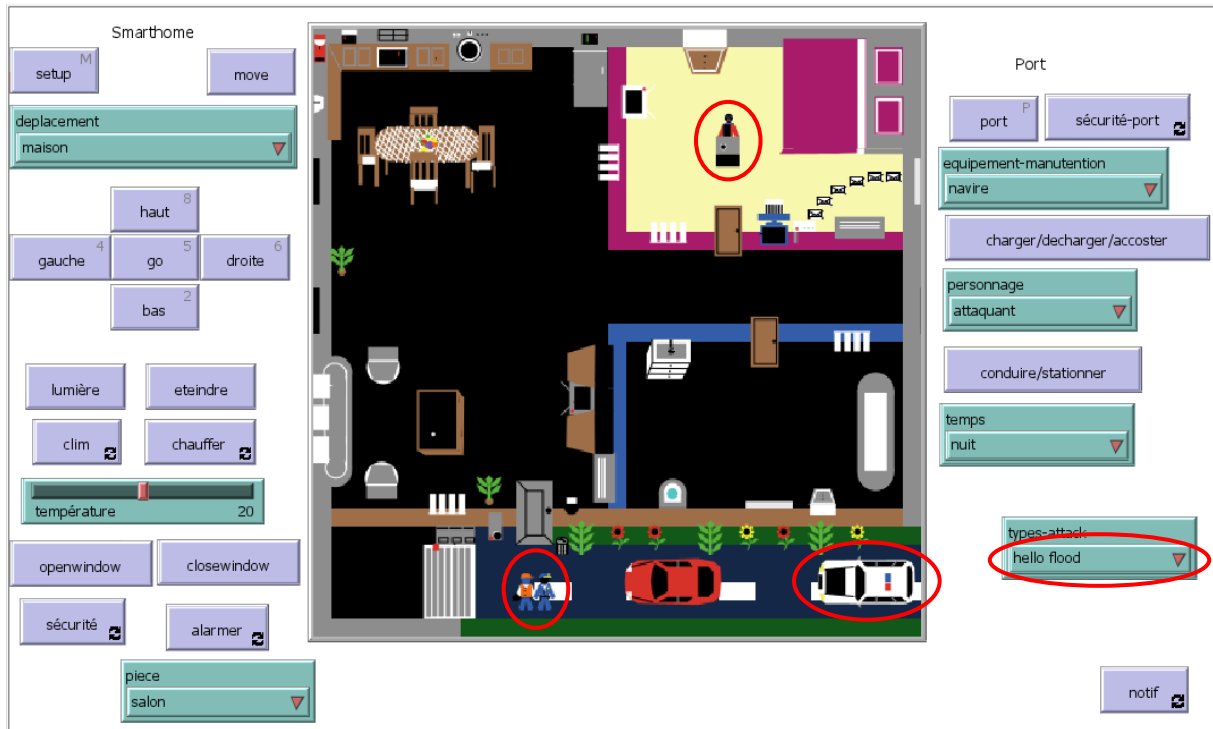 Smarthome
setup
M
move
deplacement
maison
haut
8
gauche
4
go
5
droite
6
bas
2
lumière
eteindre
clim
chauffer
température 20
openwindow
closewindow
sécurité
alarmer
piece
salon
Port
port
P
sécurité-port
equipement-manutention
navire
charger/decharger/accoster
personnage
attaquant
conduire/stationner
temps
nuit
types-attack
hello flood
notif